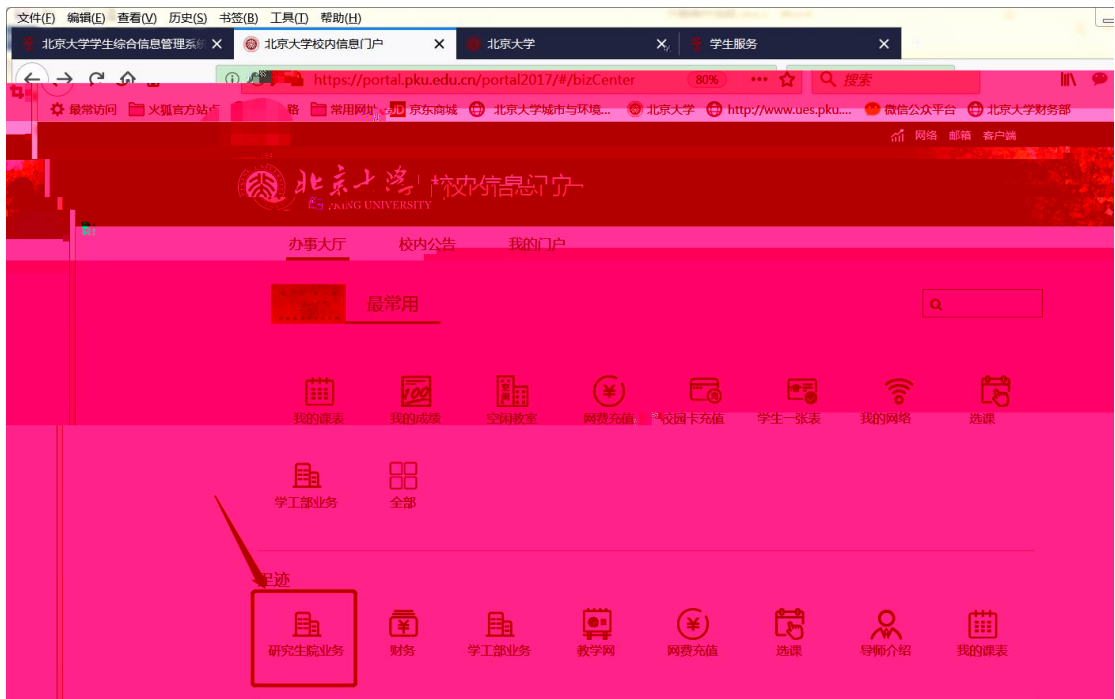 文件(F) 编辑(E) 查看(V) 历史(S) 书签(B) 工具(T) 帮助(H)
北京大学学生综合信息管理系统 北京大学校内信息门户 北京大学 学生服务
https://portal.pku.edu.cn/portal2017/#/bizCenter 80% 搜索
最常访问 火狐官方站点 常用网址 JD 京东商城 北京大学城市与环境... 北京大学 http://www.ues.pku.... 微信公众平台 北京大学财务部
网络 邮箱 客户端
北京大学 校内信息门户
UNIVERSITY
办事大厅 校内公告 我的门户
最常用
我的课表 我的成绩 空闲教室 网费充值 校园卡充值 学生一张表 我的网络 选课
学工部业务 全部
足迹
研究生院业务 财务 学工部业务 教学网 网费充值 选课 导师介绍 我的课表